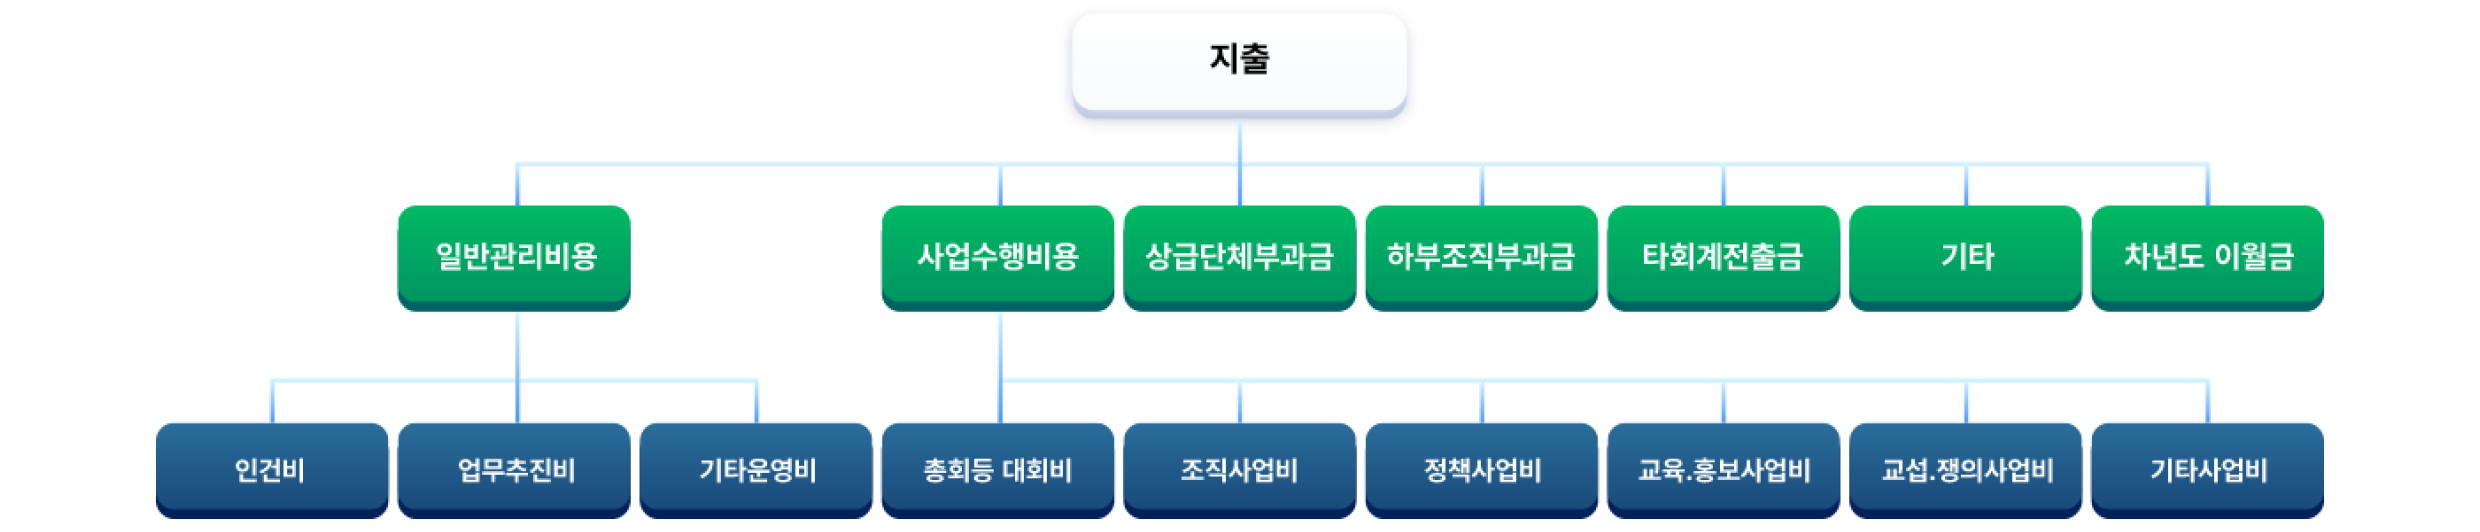 지출
일반관리비용
사업수행비용
상급단체부과금
하부조직부과금
타회계전출금
기타
차년도 이월금
인건비
업무추진비
기타운영비
총회등 대회비
조직사업비
정책사업비
교육.홍보사업비
교섭.쟁의사업비
기타사업비